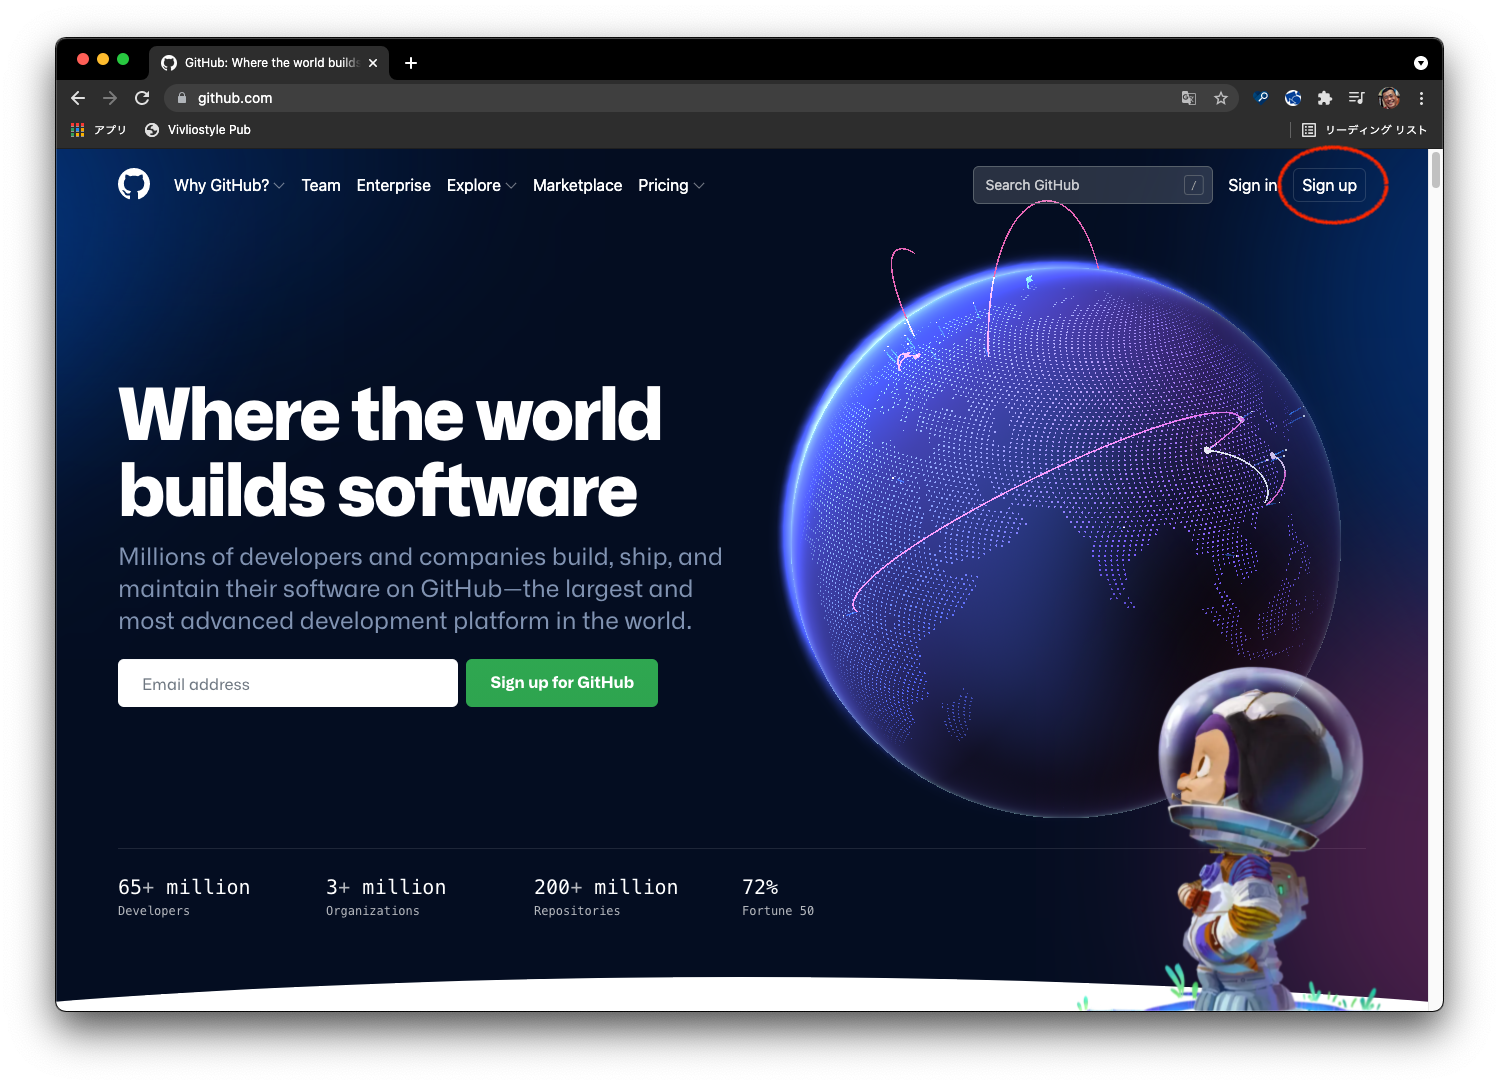 GitHub: Where the world builds
github.com
アプリ
Vivliostyle Pub
リーディング リスト
Why GitHub?
Team
Enterprise
Explore
Marketplace
Pricing
Search GitHub
/
Sign in
Sign up
Where the world
builds software
Millions of developers and companies build, ship, and
maintain their software on GitHub—the largest and
most advanced development platform in the world.
Email address
Sign up for GitHub
65+ million
Developers
3+ million
Organizations
200+ million
Repositories
72%
Fortune 50